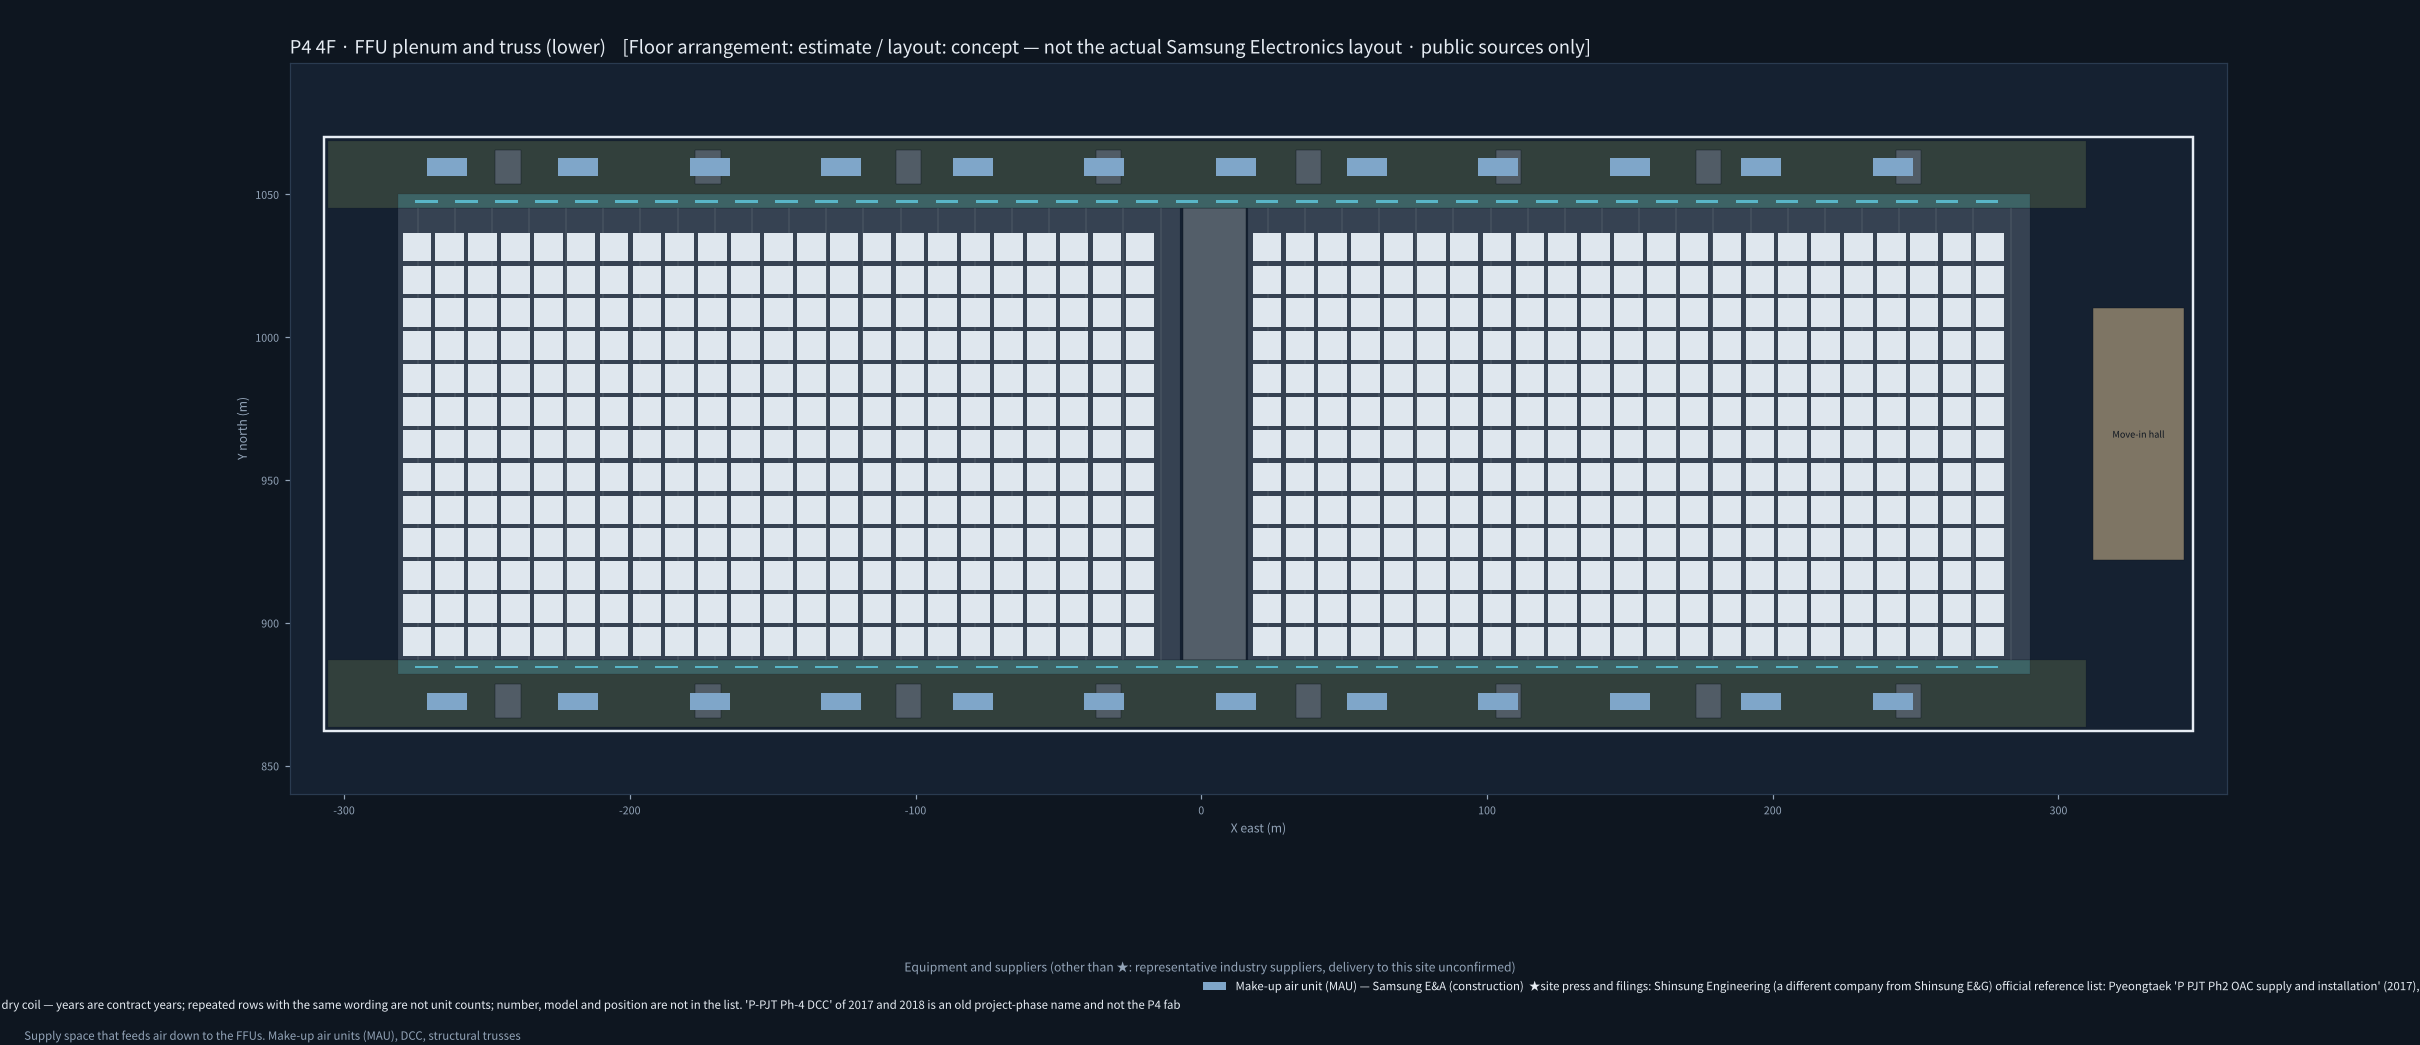 P4 4F · FFU plenum and truss (lower) [Floor arrangement: estimate / layout: concept — not the actual Samsung Electronics layout · public sources only]
1050
1000
950
900
850
Y north (m)
Move-in hall
-300 -200 -100 0 100 200 300
X east (m)
Equipment and suppliers (other than ★: representative industry suppliers, delivery to this site unconfirmed)
Make-up air unit (MAU) — Samsung E&A (construction) ★site press and filings: Shinsung Engineering (a different company from Shinsung E&G) official reference list: Pyeongtaek 'P PJT Ph2 OAC supply and installation' (2017),
dry coil — years are contract years; repeated rows with the same wording are not unit counts; number, model and position are not in the list. 'P-PJT Ph-4 DCC' of 2017 and 2018 is an old project-phase name and not the P4 fab
Supply space that feeds air down to the FFUs. Make-up air units (MAU), DCC, structural trusses